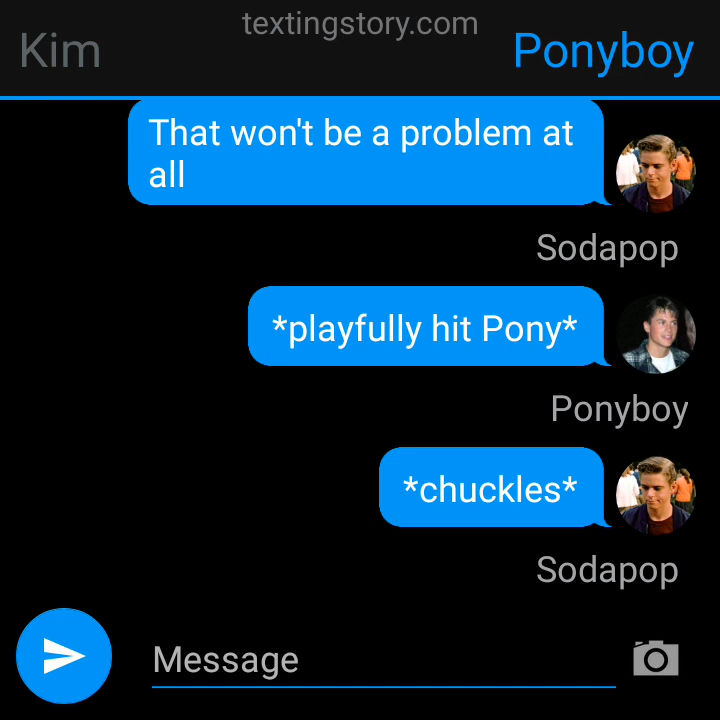 textingstory.com
Kim
Ponyboy
That won't be a problem at
all
Sodapop
*playfully hit Pony*
Ponyboy
*chuckles*
Sodapop
Message